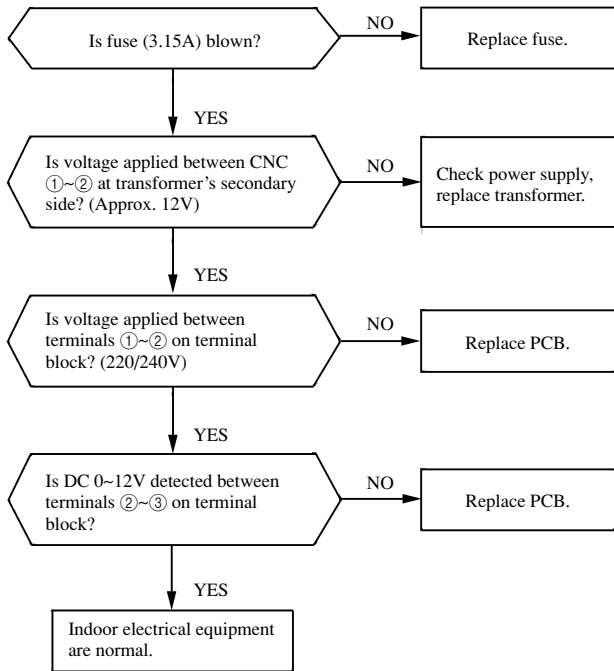 Is fuse (3.15A) blown?
NO
Replace fuse.
YES
Is voltage applied between CNC
①~② at transformer's secondary
side? (Approx. 12V)
NO
Check power supply,
replace transformer.
YES
Is voltage applied between
terminals ①~② on terminal
block? (220/240V)
NO
Replace PCB.
YES
Is DC 0~12V detected between
terminals ②~③ on terminal
block?
NO
Replace PCB.
YES
Indoor electrical equipment
are normal.